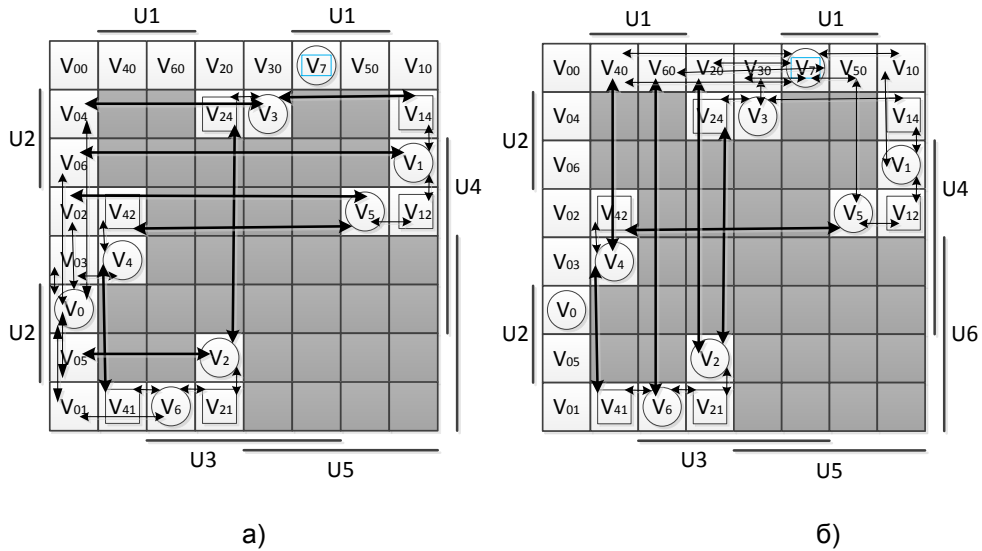 U1 U1 U1 U1
V00 V40 V60 V20 V30 V7 V50 V10 V00 V40 V60 V20 V30 V7 V50 V10
V04 V24 V3 V14 V04 V24 V3 V14
U2 U2
V06 V1 V06 V1
U4 U4
V02 V42 V5 V12 V02 V42 V5 V12
V03 V4 V03 V4
V0 V0
U2 U2 U6
V05 V2 V05 V2
V01 V41 V6 V21 V01 V41 V6 V21
U3 U5 U3 U5
а) б)